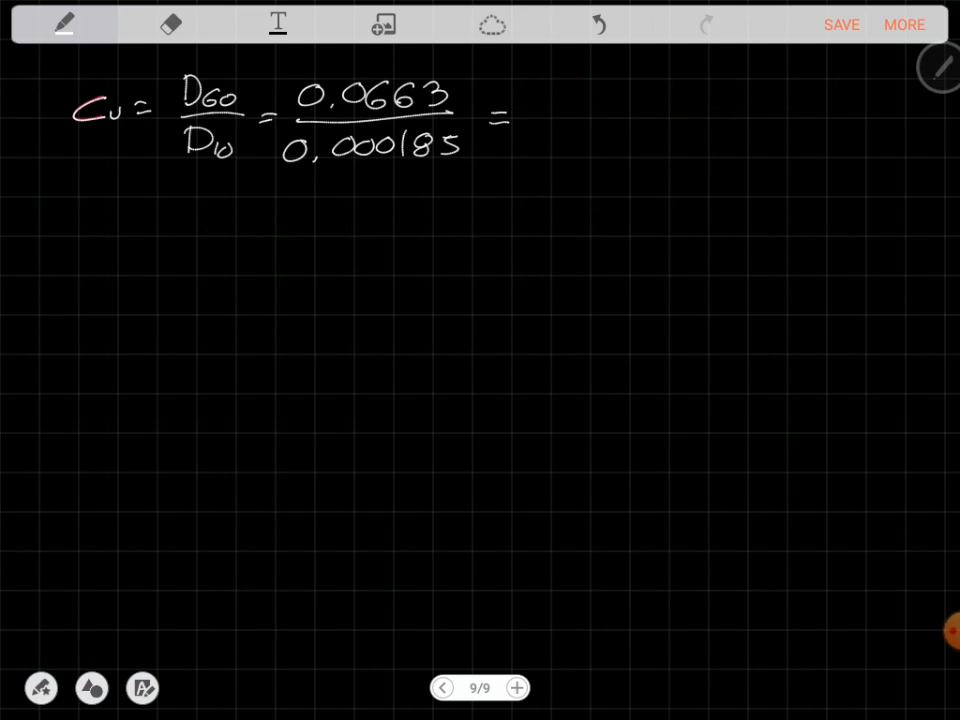 T SAVE MORE
Cu = D60 / D10 = 0.0663 / 0,000185 =
A
9/9